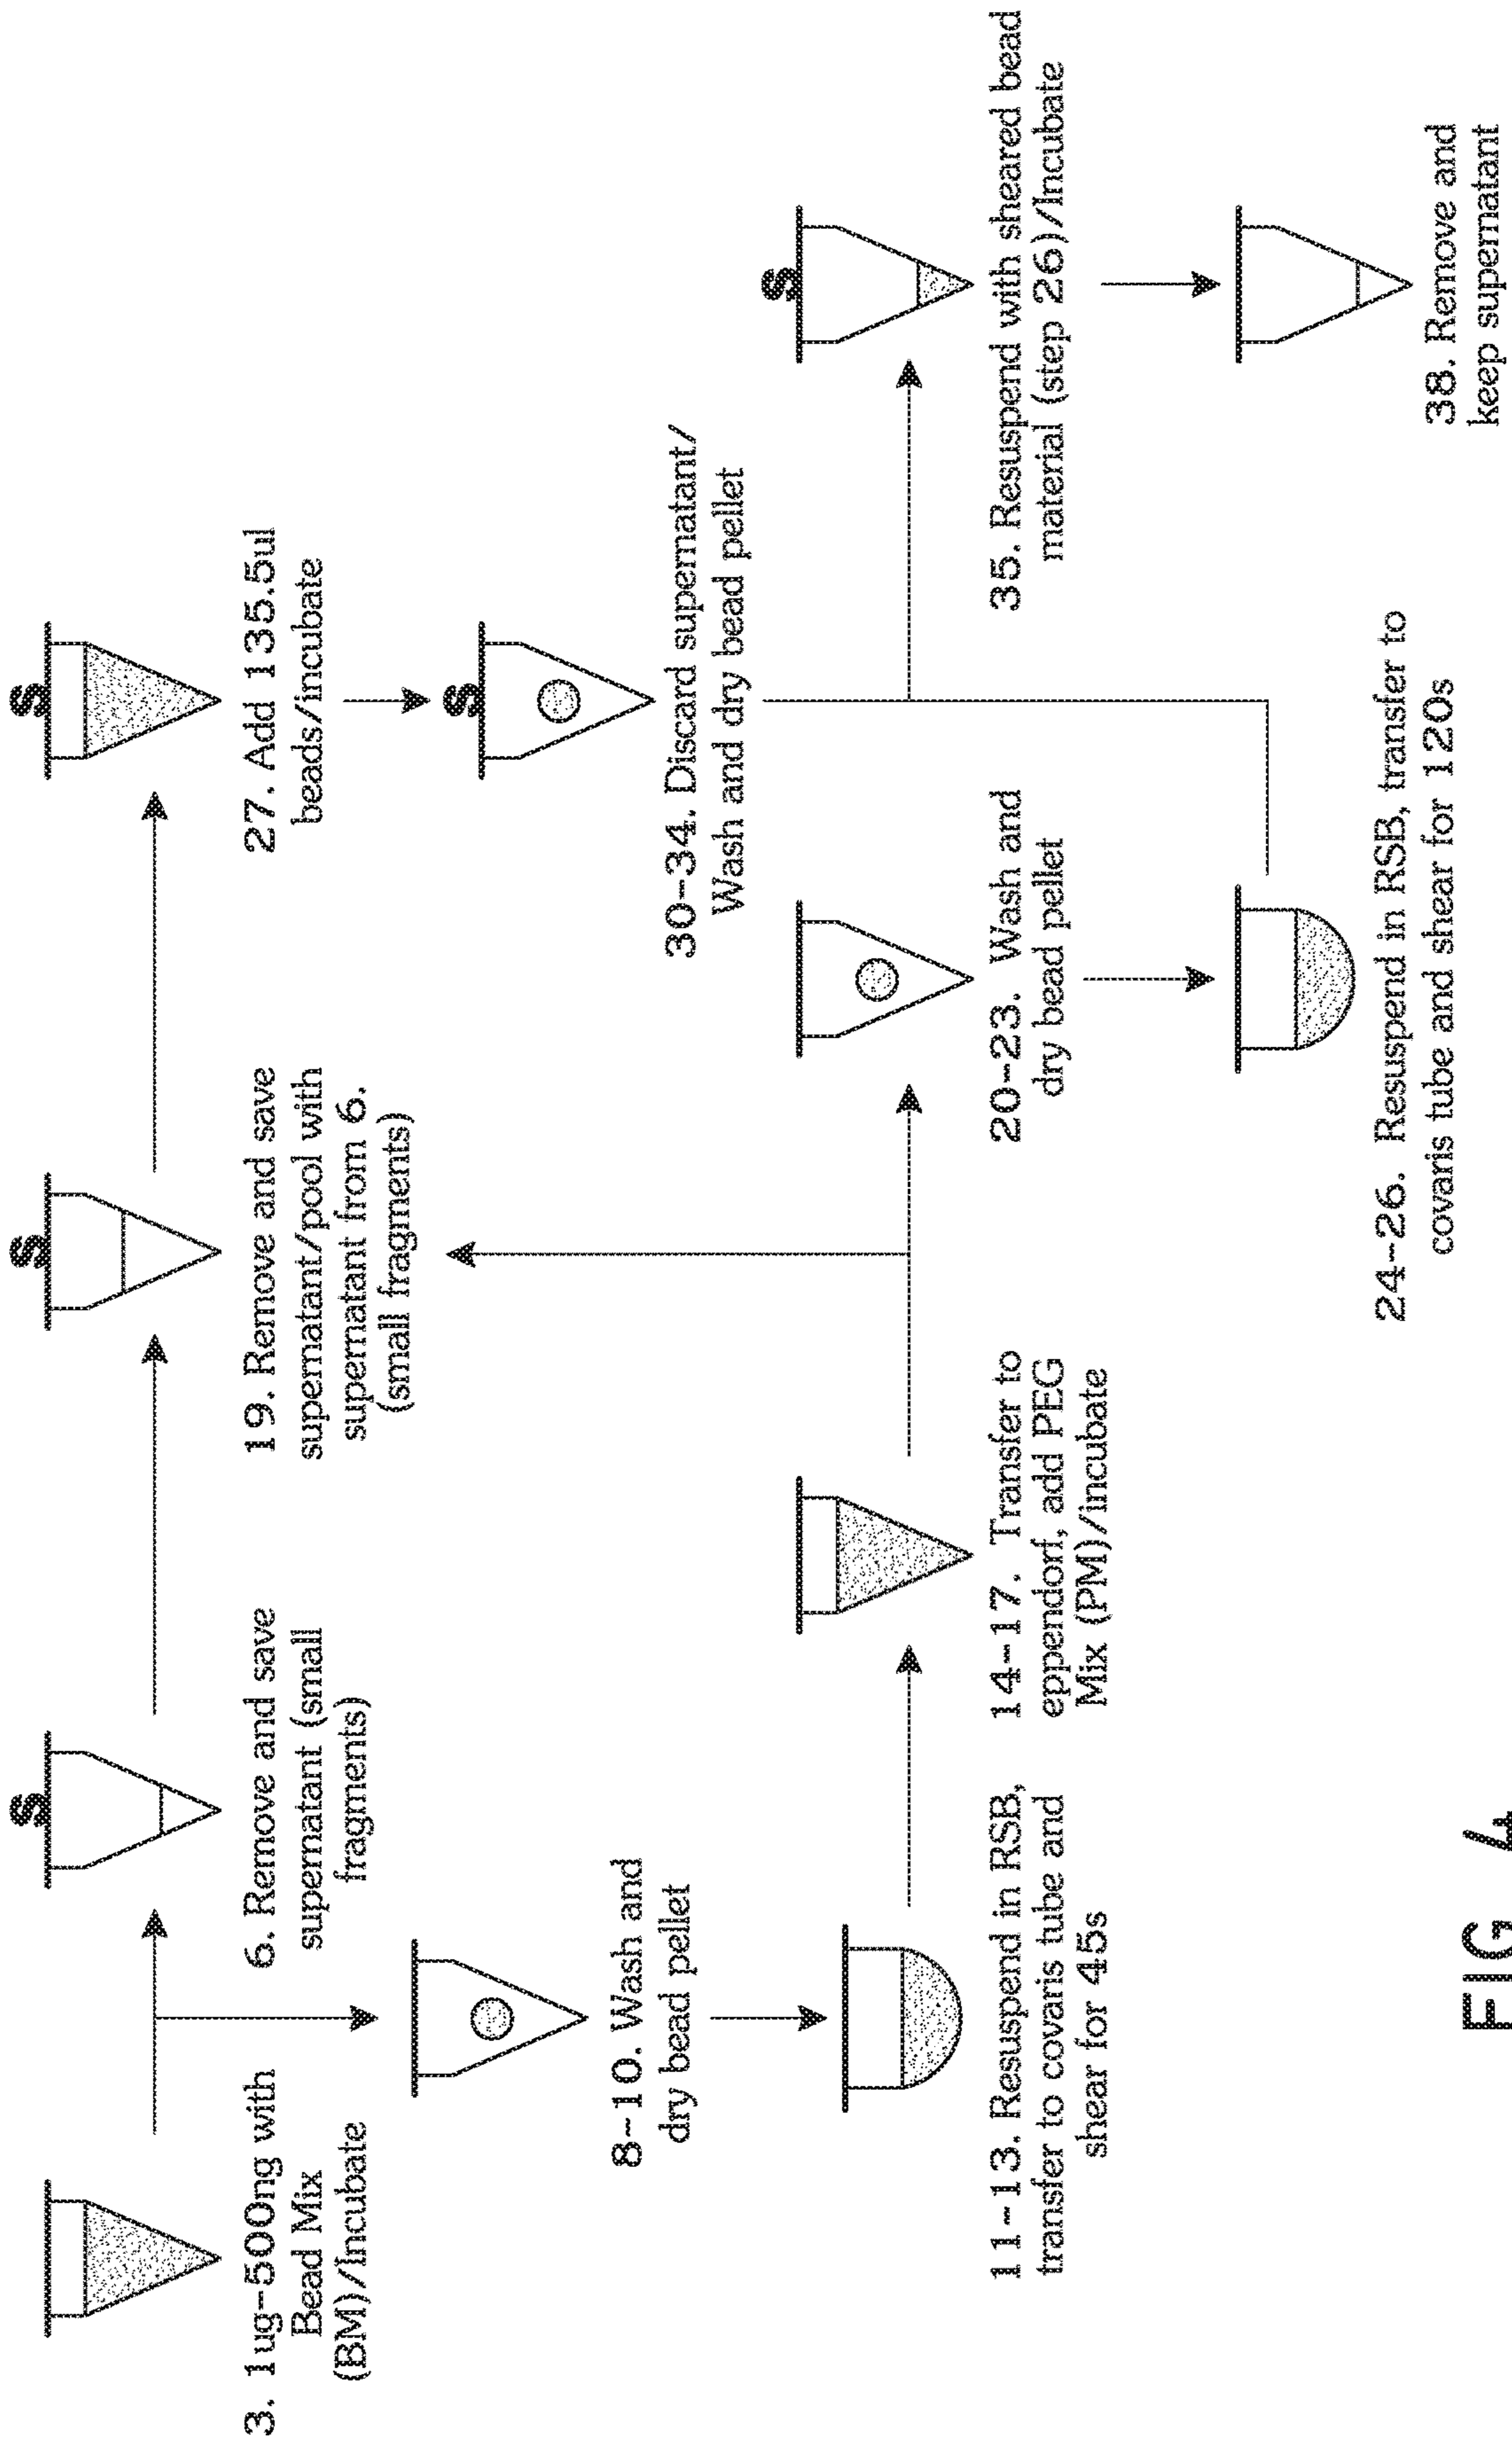 S
S
S
3. 1ug-500ng with
Bead Mix
(BM)/Incubate
6. Remove and save
supernatant (small
fragments)
19. Remove and save
supernatant/pool with
supernatant from 6.
(small fragments)
27. Add 135.5ul
beads/incubate
S
8-10. Wash and
dry bead pellet
30-34. Discard supernatant/
Wash and dry bead pellet
S
11-13. Resuspend in RSB,
transfer to covaris tube and
shear for 45s
14-17. Transfer to
eppendorf, add PEG
Mix (PM)/incubate
20-23. Wash and
dry bead pellet
35. Resuspend with sheared bead
material (step 26)/Incubate
24-26. Resuspend in RSB, transfer to
covaris tube and shear for 120s
38. Remove and
keep supernatant
FIG. 4